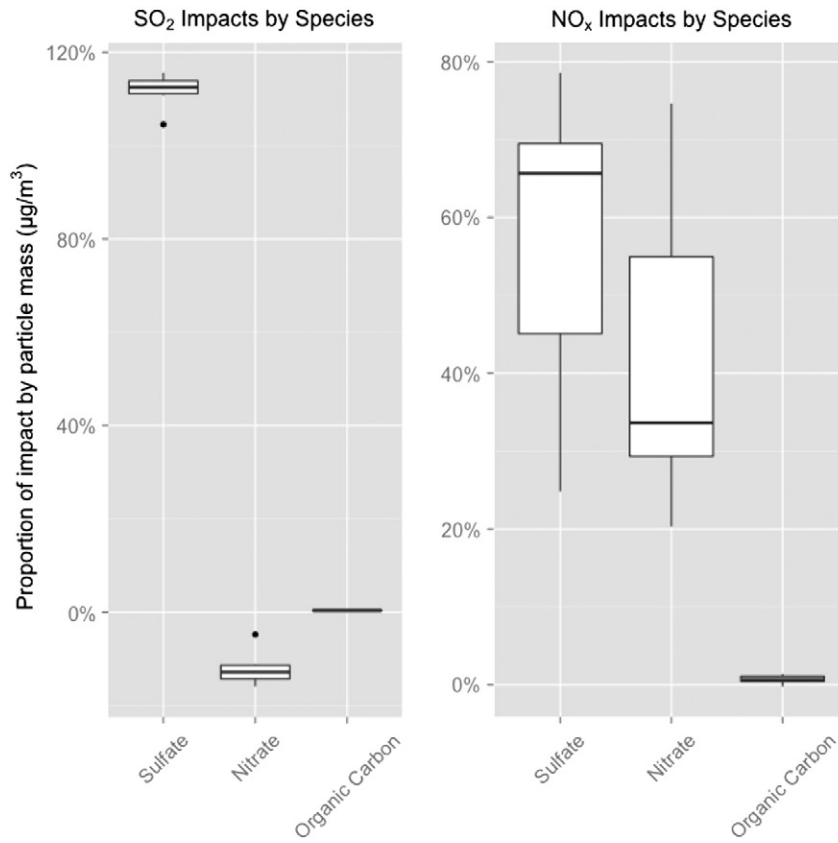 SO₂ Impacts by Species
NOₓ Impacts by Species
Proportion of impact by particle mass (μg/m³)
120%
80%
40%
0%
Sulfate
Nitrate
Organic Carbon
80%
60%
40%
20%
0%
Sulfate
Nitrate
Organic Carbon